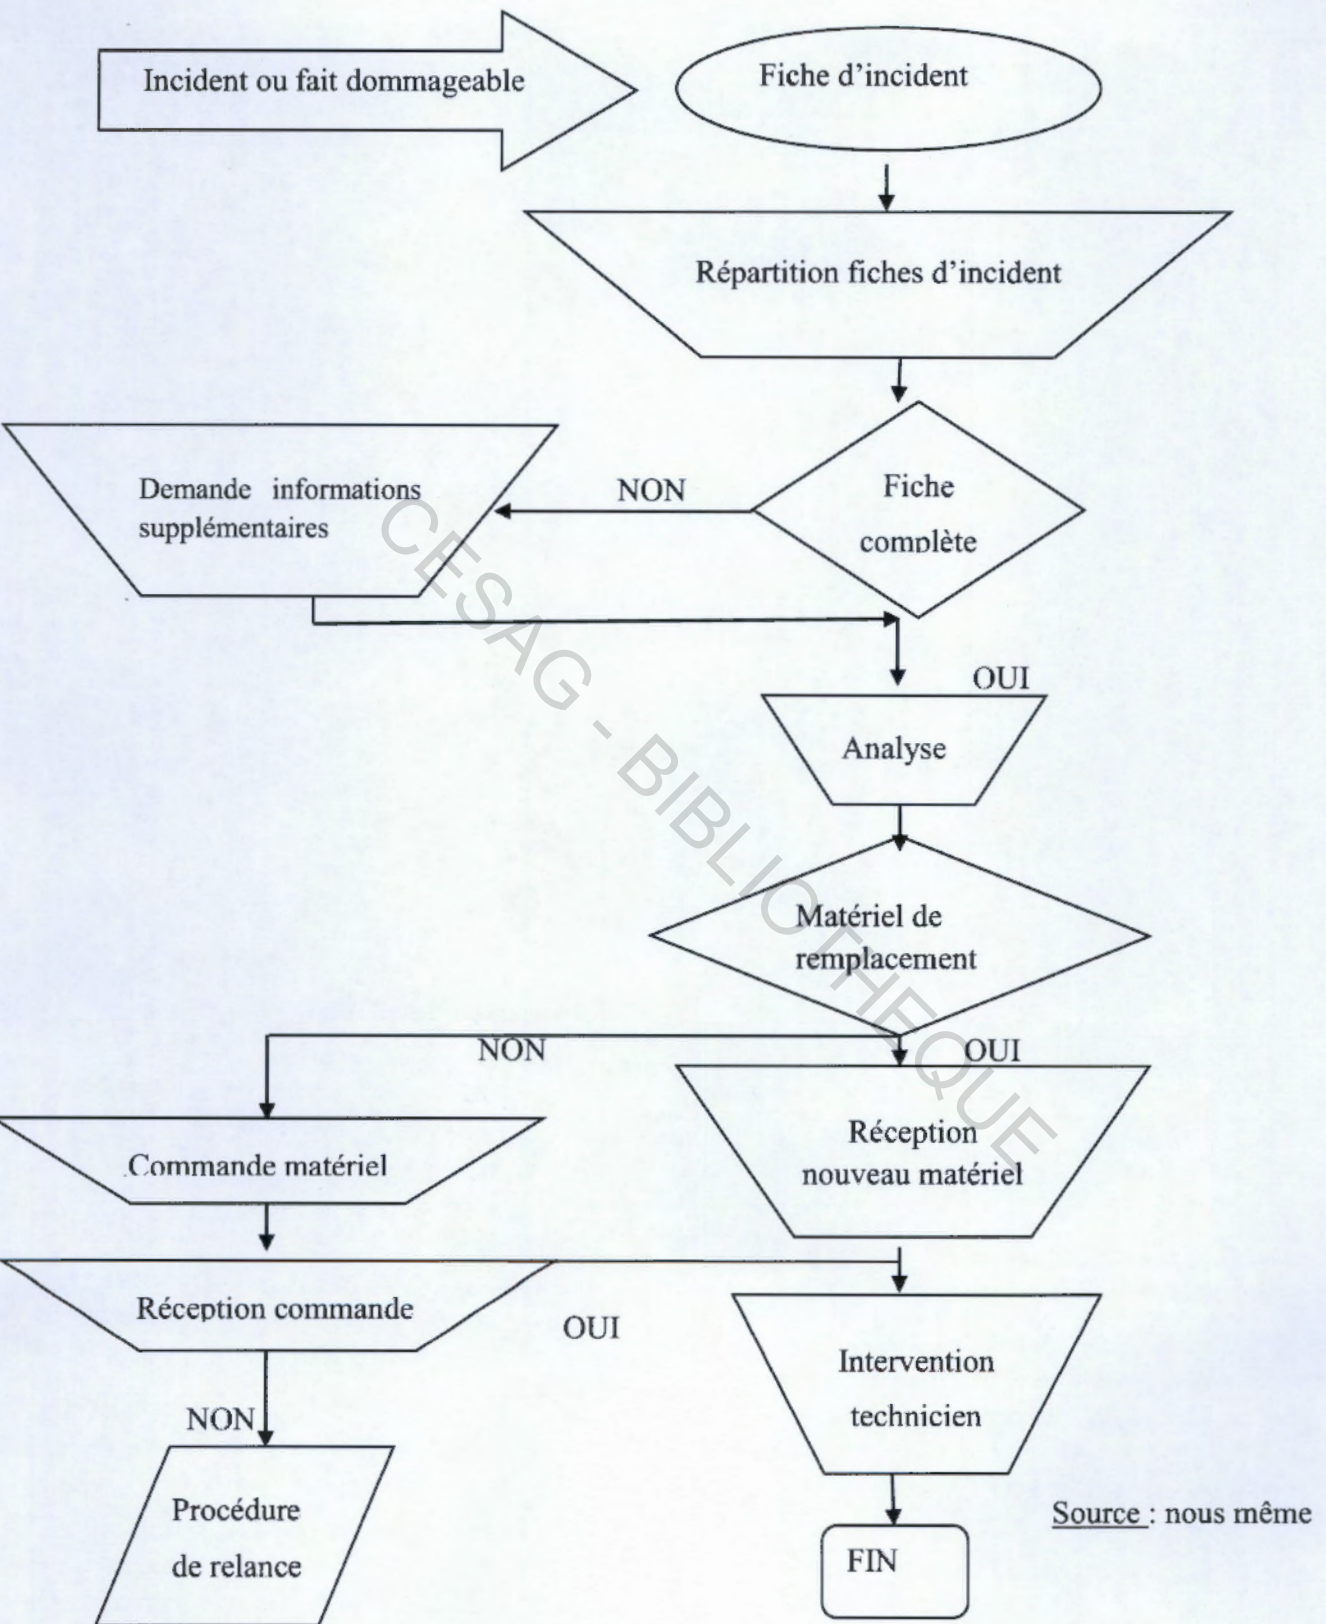 Incident ou fait dommageable
Fiche d'incident
Répartition fiches d'incident
Demande informations
supplémentaires
NON
Fiche
complète
OUI
Analyse
Matériel de
remplacement
NON
OUI
Commande matériel
Réception
nouveau matériel
Réception commande
OUI
Intervention
technicien
NON
Procédure
de relance
FIN
Source : nous même
CESAG - BIBLIOTHEQUE